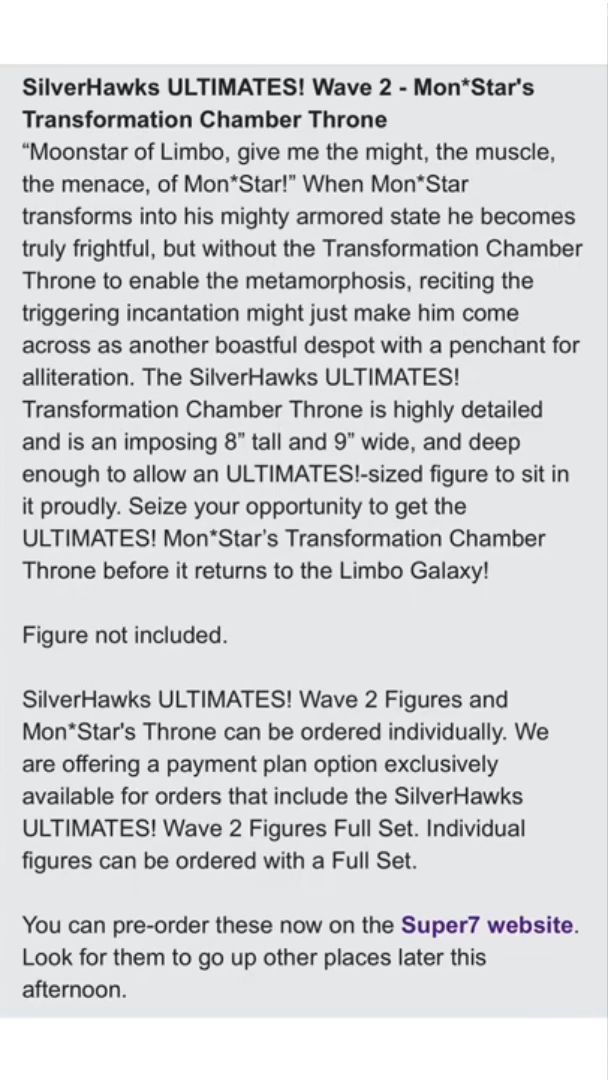 SilverHawks ULTIMATES! Wave 2 - Mon*Star's
Transformation Chamber Throne
“Moonstar of Limbo, give me the might, the muscle,
the menace, of Mon*Star!” When Mon*Star
transforms into his mighty armored state he becomes
truly frightful, but without the Transformation Chamber
Throne to enable the metamorphosis, reciting the
triggering incantation might just make him come
across as another boastful despot with a penchant for
alliteration. The SilverHawks ULTIMATES!
Transformation Chamber Throne is highly detailed
and is an imposing 8” tall and 9” wide, and deep
enough to allow an ULTIMATES!-sized figure to sit in
it proudly. Seize your opportunity to get the
ULTIMATES! Mon*Star’s Transformation Chamber
Throne before it returns to the Limbo Galaxy!
Figure not included.
SilverHawks ULTIMATES! Wave 2 Figures and
Mon*Star's Throne can be ordered individually. We
are offering a payment plan option exclusively
available for orders that include the SilverHawks
ULTIMATES! Wave 2 Figures Full Set. Individual
figures can be ordered with a Full Set.
You can pre-order these now on the Super7 website.
Look for them to go up other places later this
afternoon.